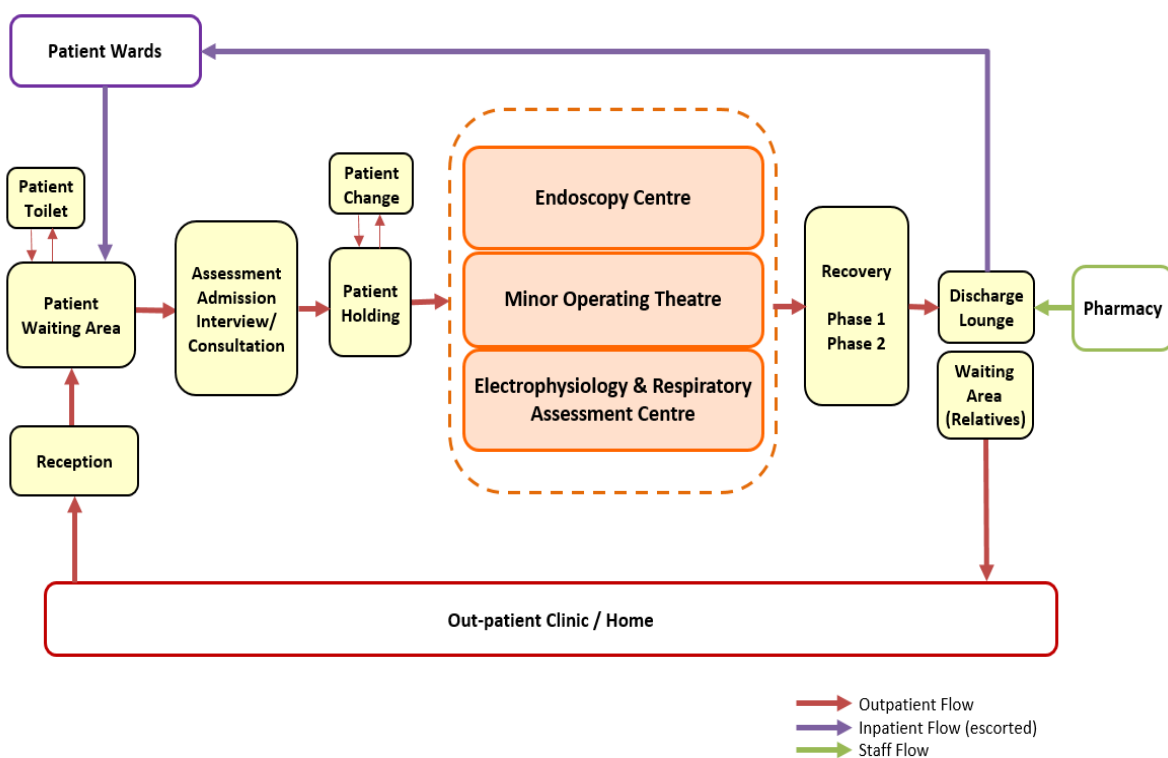 Patient Wards
Patient
Toilet
Patient
Waiting Area
Reception
Assessment
Admission
Interview/
Consultation
Patient
Change
Patient
Holding
Endoscopy Centre
Minor Operating Theatre
Electrophysiology & Respiratory
Assessment Centre
Recovery
Phase 1
Phase 2
Discharge
Lounge
Waiting
Area
(Relatives)
Pharmacy
Out-patient Clinic / Home
Outpatient Flow
Inpatient Flow (escorted)
Staff Flow